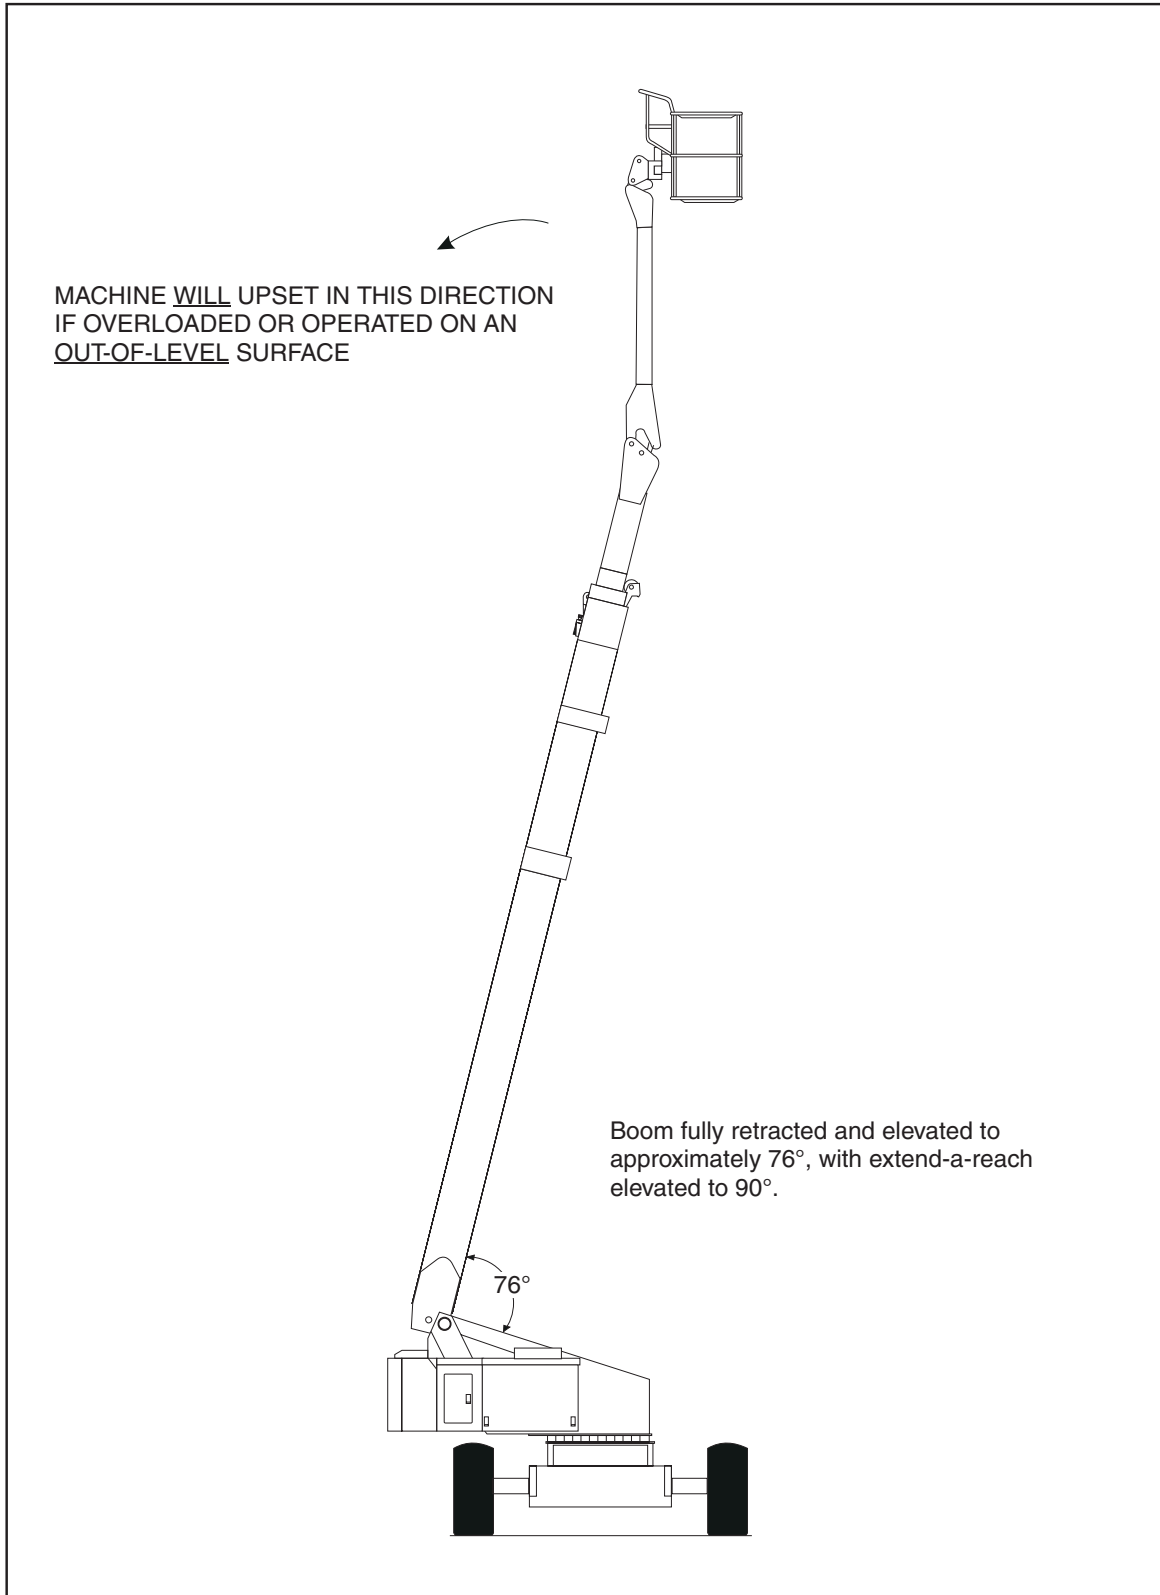 MACHINE WILL UPSET IN THIS DIRECTION
IF OVERLOADED OR OPERATED ON AN
OUT-OF-LEVEL SURFACE
Boom fully retracted and elevated to
approximately 76°, with extend-a-reach
elevated to 90°.
76°